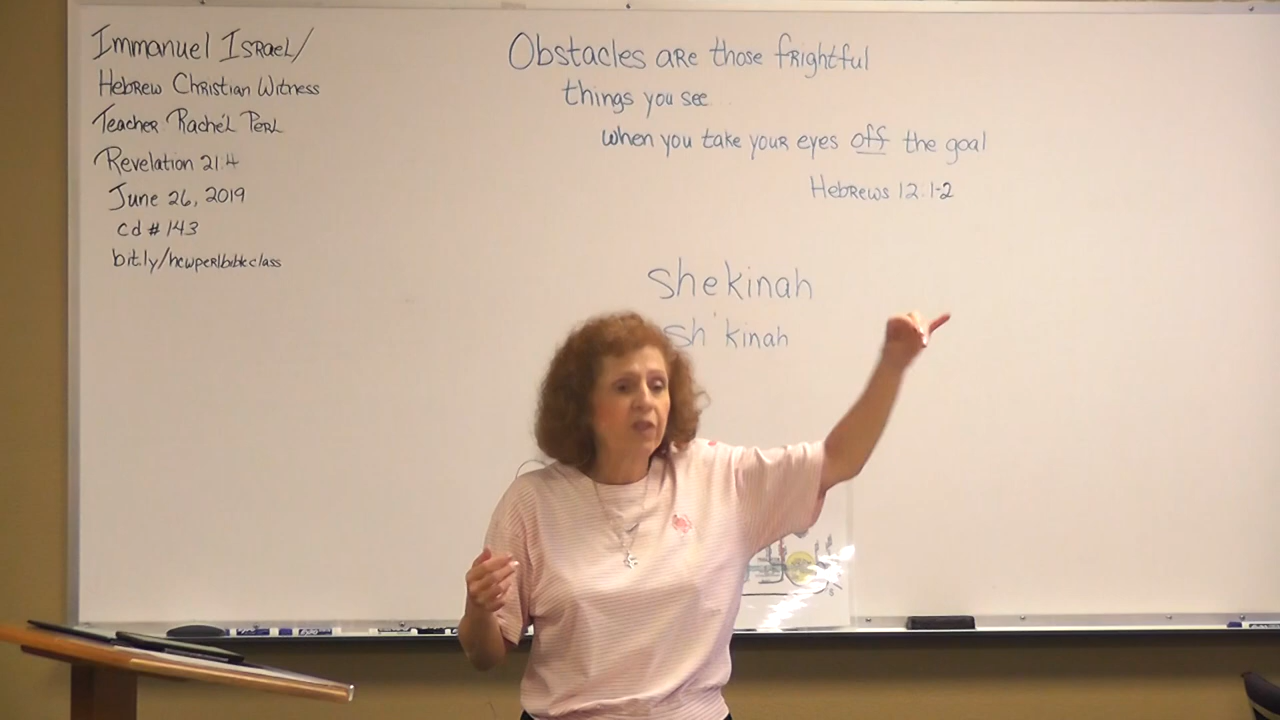 Immanuel Israel/
Hebrew Christian Witness
Teacher Rachél Perl
Revelation 21.4
June 26, 2019
cd # 143
bit.ly/hcwperlbibleclass
Obstacles are those frightful
things you see
when you take your eyes off the goal
Hebrews 12.1-2
shekinah
sh'kinah